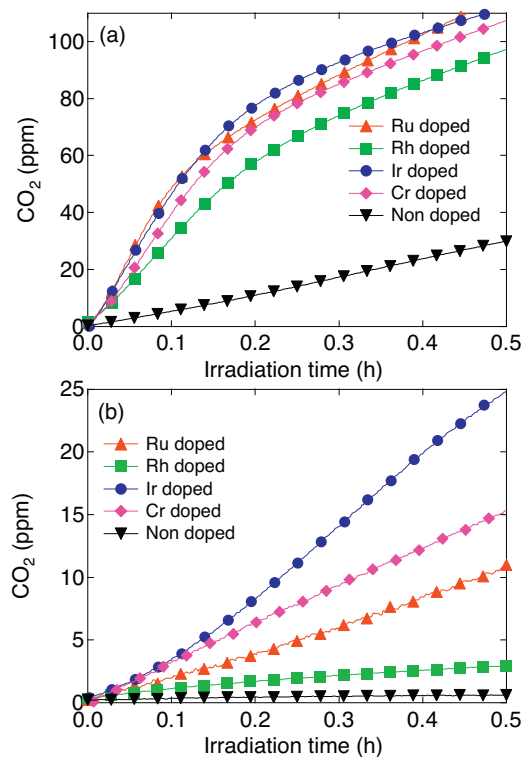 (a)
100
80
60
40
20
0
CO2 (ppm)
Ru doped
Rh doped
Ir doped
Cr doped
Non doped
0.0 0.1 0.2 0.3 0.4 0.5
Irradiation time (h)
(b)
25
20
15
10
5
0
CO2 (ppm)
Ru doped
Rh doped
Ir doped
Cr doped
Non doped
0.0 0.1 0.2 0.3 0.4 0.5
Irradiation time (h)